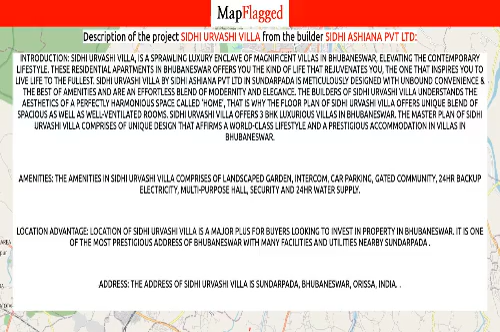 MapFlagged
Description of the project SIDHI URVASHI VILLA from the builder SIDHI ASHIANA PVT LTD:
INTRODUCTION: SIDHI URVASHI VILLA, IS A SPRAWLING LUXURY ENCLAVE OF MAGNIFICENT VILLAS IN BHUBANESWAR, ELEVATING THE CONTEMPORARY
LIFESTYLE. THESE RESIDENTIAL APARTMENTS IN BHUBANESWAR OFFERS YOU THE KIND OF LIFE THAT REJUVENATES YOU, THE ONE THAT INSPIRES YOU TO
LIVE LIFE TO THE FULLEST. SIDHI URVASHI VILLA BY SIDHI ASHIANA PVT LTD IN SUNDARPADA IS METICULOUSLY DESIGNED WITH UNBOUND CONVENIENCE &
THE BEST OF AMENITIES AND ARE AN EFFORTLESS BLEND OF MODERNITY AND ELEGANCE. THE BUILDERS OF SIDHI URVASHI VILLA UNDERSTANDS THE
AESTHETICS OF A PERFECTLY HARMONIOUS SPACE CALLED 'HOME', THAT IS WHY THE FLOOR PLAN OF SIDHI URVASHI VILLA OFFERS UNIQUE BLEND OF
SPACIOUS AS WELL AS WELL-VENTILATED ROOMS. SIDHI URVASHI VILLA OFFERS 3 BHK LUXURIOUS VILLAS IN BHUBANESWAR. THE MASTER PLAN OF SIDHI
URVASHI VILLA COMPRISES OF UNIQUE DESIGN THAT AFFIRMS A WORLD-CLASS LIFESTYLE AND A PRESTIGIOUS ACCOMMODATION IN VILLAS IN
BHUBANESWAR.
AMENITIES: THE AMENITIES IN SIDHI URVASHI VILLA COMPRISES OF LANDSCAPED GARDEN, INTERCOM, CAR PARKING, GATED COMMUNITY, 24HR BACKUP
ELECTRICITY, MULTI-PURPOSE HALL, SECURITY AND 24HR WATER SUPPLY.
LOCATION ADVANTAGE: LOCATION OF SIDHI URVASHI VILLA IS A MAJOR PLUS FOR BUYERS LOOKING TO INVEST IN PROPERTY IN BHUBANESWAR. IT IS ONE
OF THE MOST PRESTIGIOUS ADDRESS OF BHUBANESWAR WITH MANY FACILITIES AND UTILITIES NEARBY SUNDARPADA .
ADDRESS: THE ADDRESS OF SIDHI URVASHI VILLA IS SUNDARPADA, BHUBANESWAR, ORISSA, INDIA. .